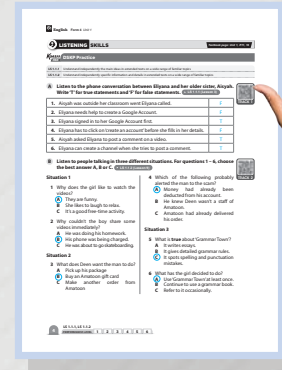 English Form 4
LISTENING SKILLS
DSKP Practice
A Listen to the phone conversation between Eliyana and her older sister, Aisyah.
Write 'T' for true statements and 'F' for false statements.
1. Aisyah was outside her classroom went Eliyana called.
2. Eliyana needs help to create a Google Account.
3. Eliyana signed in to her Google Account first.
4. Eliyana has to click on 'create an account' before she fills in her details.
5. Aisyah asked Eliyana to post a comment on a video.
6. Eliyana can create a channel when she tries to post a comment.
B Listen to people talking in three different situations. For questions 1 – 6, choose
the best answer A, B or C.
Situation 1
1 Why does the girl like to watch the
videos?
A They are funny.
B She likes to laugh to relax.
C It's a good free-time activity.
2 Why couldn't the boy share some
videos immediately?
A He was doing his homework.
B His phone was being charged.
C He was about to go skateboarding.
Situation 2
3 What does Deen want the man to do?
A Pick up his package
B Buy an Amatoon gift card
C Make another order from
Amatoon
4 Which of the following probably
alerted the man to the scam?
A Money had already been
deducted from his account.
B He knew Deen wasn't a staff of
Amatoon.
C Amatoon had already delivered
his order.
Situation 3
5 What is true about 'Grammar Town'?
A It writes essays.
B It gives detailed grammar rules.
C It spots spelling and punctuation
mistakes.
6 What has the girl decided to do?
A Use 'Grammar Town' at least once.
B Continue to use a grammar book.
C Refer to it occasionally.
1 2 3 4 5 6